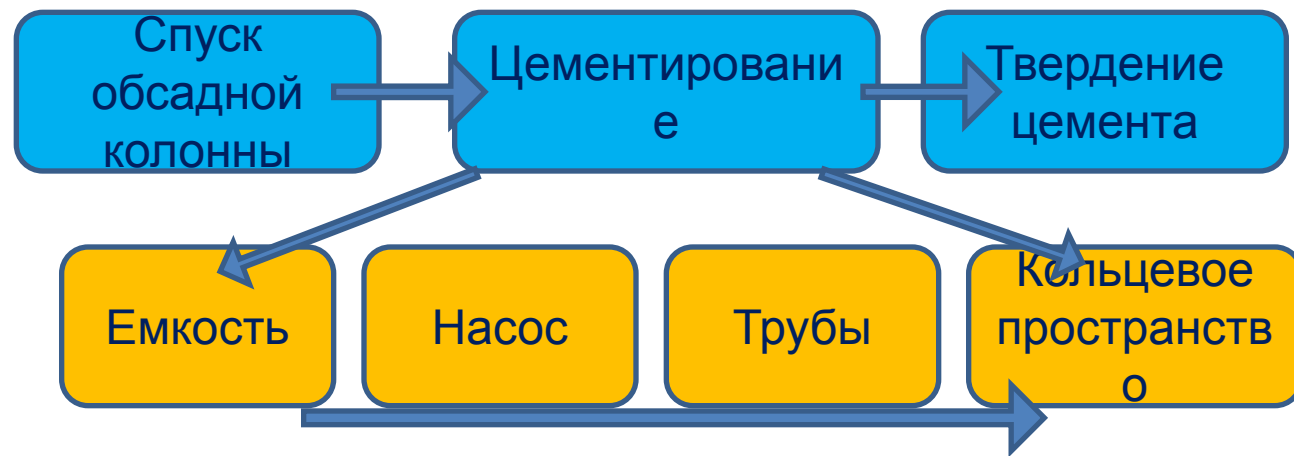 Спуск
обсадной
колонны
Цементировани
е
Твердение
цемента
Емкость
Насос
Трубы
Кольцевое
пространств
о